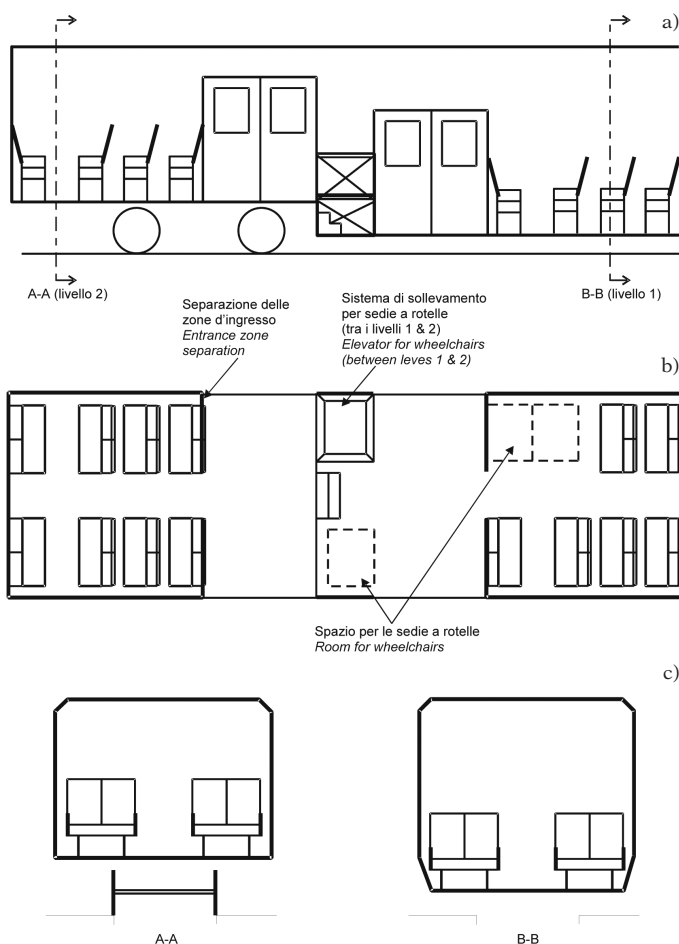 a)
A-A (livello 2)
B-B (livello 1)
Separazione delle
zone d'ingresso
Entrance zone
separation
Sistema di sollevamento
per sedie a rotelle
(tra i livelli 1 & 2)
Elevator for wheelchairs
(between leves 1 & 2)
b)
Spazio per le sedie a rotelle
Room for wheelchairs
c)
A-A
B-B